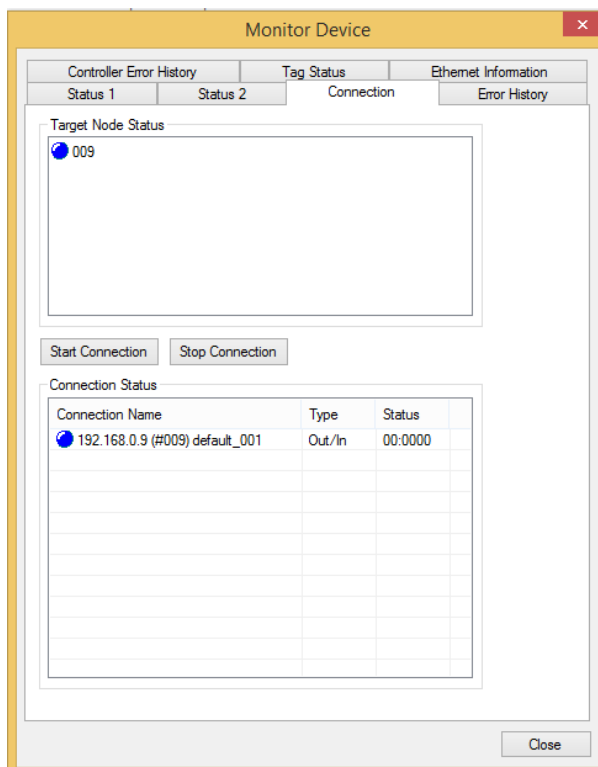 Monitor Device
Controller Error History Tag Status Ethernet Information
Status 1 Status 2 Connection Error History
Target Node Status
009
Start Connection Stop Connection
Connection Status
Connection Name Type Status
192.168.0.9 (#009) default_001 Out/In 00:0000
Close